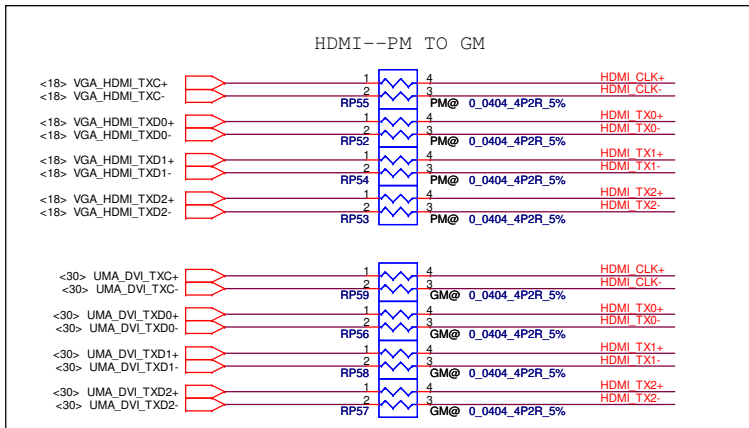 HDMI--PM TO GM
<18> VGA_HDMI_TXC+ 1 4 HDMI_CLK+
<18> VGA_HDMI_TXC- 2 3 HDMI_CLK-
RP55 PM@ 0_0404_4P2R_5%
<18> VGA_HDMI_TXD0+ 1 4 HDMI_TX0+
<18> VGA_HDMI_TXD0- 2 3 HDMI_TX0-
RP52 PM@ 0_0404_4P2R_5%
<18> VGA_HDMI_TXD1+ 1 4 HDMI_TX1+
<18> VGA_HDMI_TXD1- 2 3 HDMI_TX1-
RP54 PM@ 0_0404_4P2R_5%
<18> VGA_HDMI_TXD2+ 1 4 HDMI_TX2+
<18> VGA_HDMI_TXD2- 2 3 HDMI_TX2-
RP53 PM@ 0_0404_4P2R_5%
<30> UMA_DVI_TXC+ 1 4 HDMI_CLK+
<30> UMA_DVI_TXC- 2 3 HDMI_CLK-
RP59 GM@ 0_0404_4P2R_5%
<30> UMA_DVI_TXD0+ 1 4 HDMI_TX0+
<30> UMA_DVI_TXD0- 2 3 HDMI_TX0-
RP56 GM@ 0_0404_4P2R_5%
<30> UMA_DVI_TXD1+ 1 4 HDMI_TX1+
<30> UMA_DVI_TXD1- 2 3 HDMI_TX1-
RP58 GM@ 0_0404_4P2R_5%
<30> UMA_DVI_TXD2+ 1 4 HDMI_TX2+
<30> UMA_DVI_TXD2- 2 3 HDMI_TX2-
RP57 GM@ 0_0404_4P2R_5%